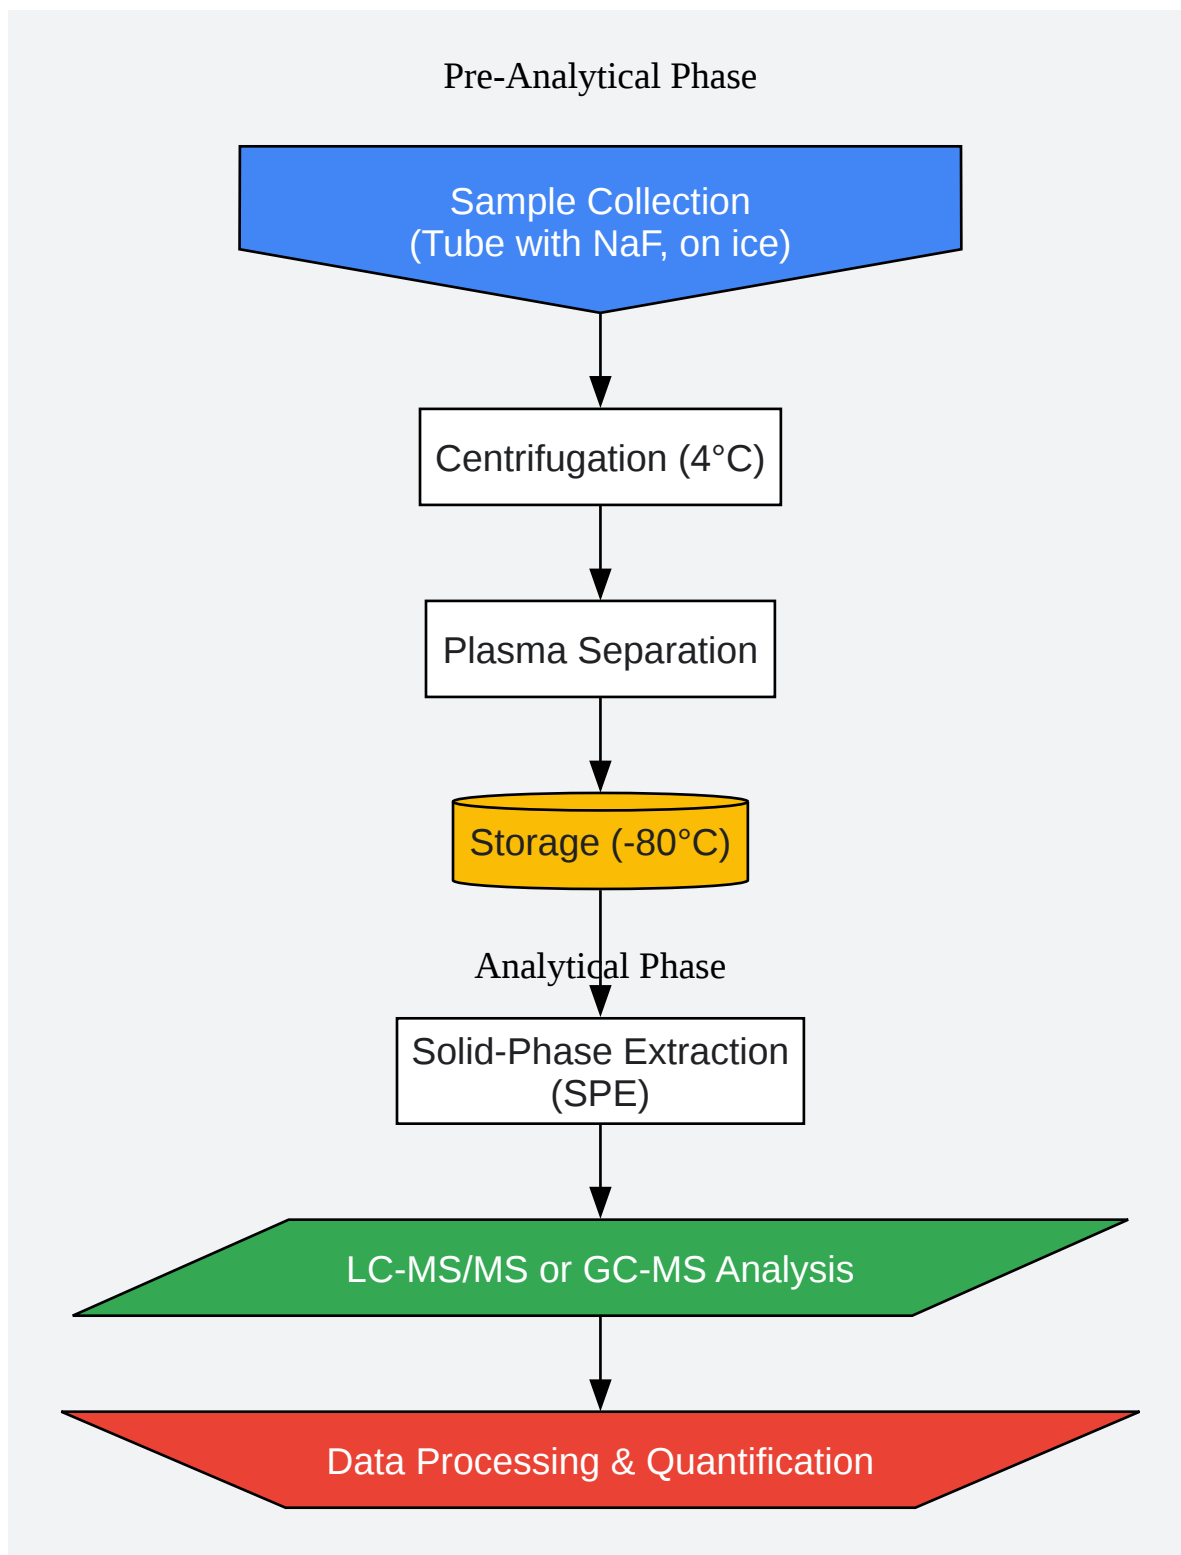 Pre-Analytical Phase
Sample Collection
(Tube with NaF, on ice)
Centrifugation (4°C)
Plasma Separation
Storage (-80°C)
Analytical Phase
Solid-Phase Extraction
(SPE)
LC-MS/MS or GC-MS Analysis
Data Processing & Quantification